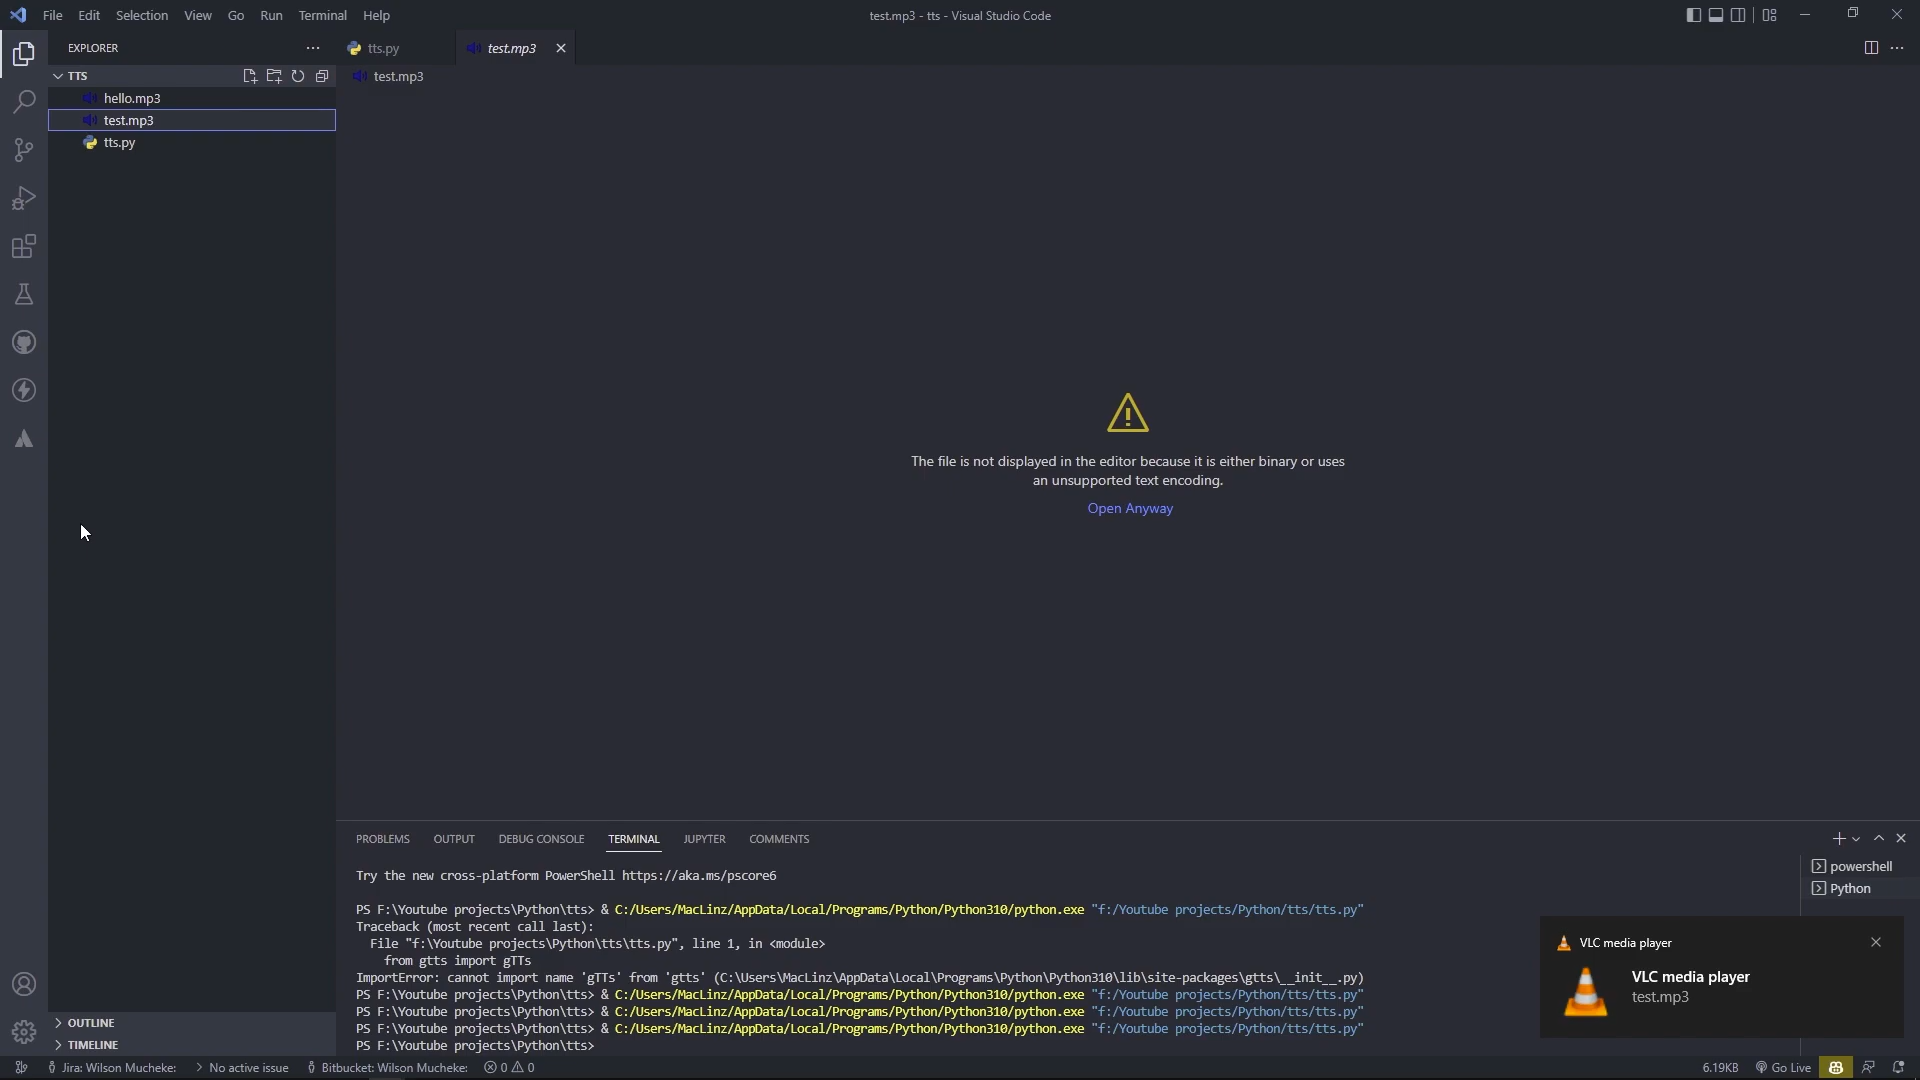 File Edit Selection View Go Run Terminal Help
test.mp3 - tts - Visual Studio Code
EXPLORER
tts.py
test.mp3
TTS
test.mp3
hello.mp3
test.mp3
tts.py
The file is not displayed in the editor because it is either binary or uses
an unsupported text encoding.
Open Anyway
PROBLEMS OUTPUT DEBUG CONSOLE TERMINAL JUPYTER COMMENTS
Try the new cross-platform PowerShell https://aka.ms/pscore6
PS F:\Youtube projects\Python\tts> & C:/Users/MacLinz/AppData/Local/Programs/Python/Python310/python.exe "f:/Youtube projects/Python/tts/tts.py"
Traceback (most recent call last):
File "f:\Youtube projects\Python\tts\tts.py", line 1, in <module>
from gtts import gTTs
ImportError: cannot import name 'gTTs' from 'gtts' (C:\Users\MacLinz\AppData\Local\Programs\Python\Python310\lib\site-packages\gtts\__init__.py)
PS F:\Youtube projects\Python\tts> & C:/Users/MacLinz/AppData/Local/Programs/Python/Python310/python.exe "f:/Youtube projects/Python/tts/tts.py"
PS F:\Youtube projects\Python\tts> & C:/Users/MacLinz/AppData/Local/Programs/Python/Python310/python.exe "f:/Youtube projects/Python/tts/tts.py"
PS F:\Youtube projects\Python\tts> & C:/Users/MacLinz/AppData/Local/Programs/Python/Python310/python.exe "f:/Youtube projects/Python/tts/tts.py"
PS F:\Youtube projects\Python\tts>
powershell
Python
VLC media player
VLC media player
test.mp3
OUTLINE
TIMELINE
Jira: Wilson Mucheke: No active issue Bitbucket: Wilson Mucheke: 0 0
6.19KB Go Live